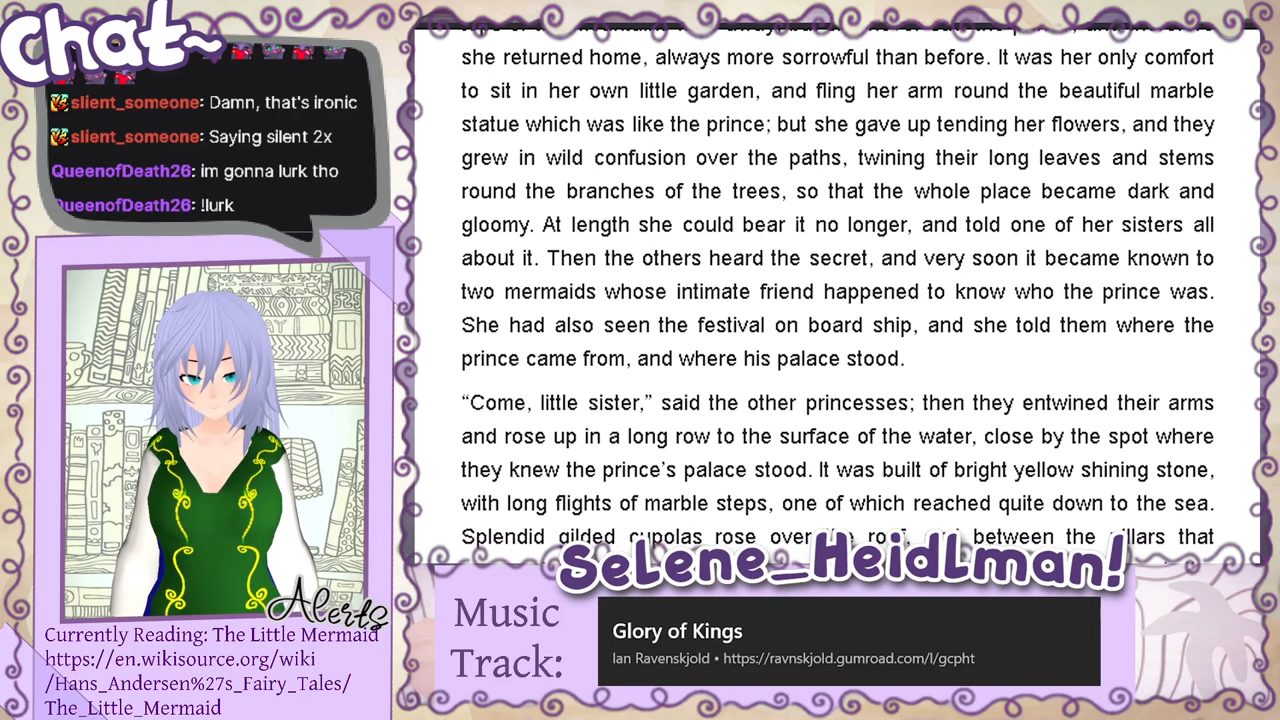 Chat~
slient_someone: Damn, that's ironic
slient_someone: Saying silent 2x
QueenofDeath26: im gonna lurk tho
QueenofDeath26: !lurk
she returned home, always more sorrowful than before. It was her only comfort
to sit in her own little garden, and fling her arm round the beautiful marble
statue which was like the prince; but she gave up tending her flowers, and they
grew in wild confusion over the paths, twining their long leaves and stems
round the branches of the trees, so that the whole place became dark and
gloomy. At length she could bear it no longer, and told one of her sisters all
about it. Then the others heard the secret, and very soon it became known to
two mermaids whose intimate friend happened to know who the prince was.
She had also seen the festival on board ship, and she told them where the
prince came from, and where his palace stood.
“Come, little sister,” said the other princesses; then they entwined their arms
and rose up in a long row to the surface of the water, close by the spot where
they knew the prince’s palace stood. It was built of bright yellow shining stone,
with long flights of marble steps, one of which reached quite down to the sea.
Splendid gilded cupolas rose over between the that
Selene_Heidlman!
Alerts
Currently Reading: The Little Mermaid
https://en.wikisource.org/wiki
/Hans_Andersen%27s_Fairy_Tales/
The_Little_Mermaid
Music
Track:
Glory of Kings
Ian Ravenskjold • https://ravnskjold.gumroad.com/l/gcpht